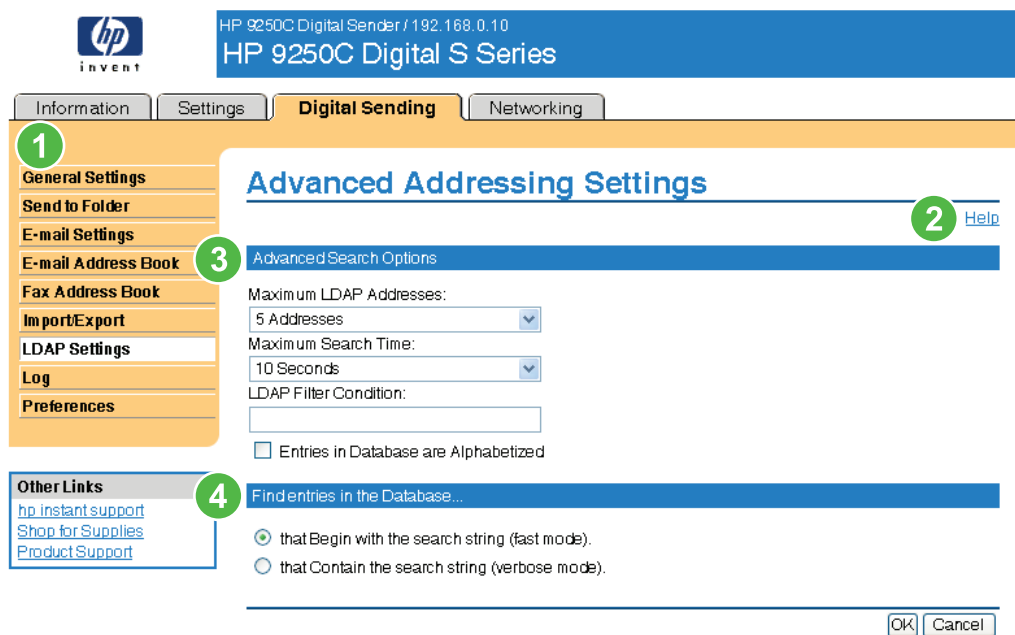 hp
invent
HP 9250C Digital Sender / 192.168.0.10
HP 9250C Digital S Series
Information
Settings
Digital Sending
Networking
1
General Settings
Send to Folder
E-mail Settings
E-mail Address Book
Fax Address Book
Import/Export
LDAP Settings
Log
Preferences
Other Links
hp instant support
Shop for Supplies
Product Support
Advanced Addressing Settings
2
Help
3
Advanced Search Options
Maximum LDAP Addresses:
5 Addresses
Maximum Search Time:
10 Seconds
LDAP Filter Condition:
Entries in Database are Alphabetized
4
Find entries in the Database...
that Begin with the search string (fast mode).
that Contain the search string (verbose mode).
OK
Cancel